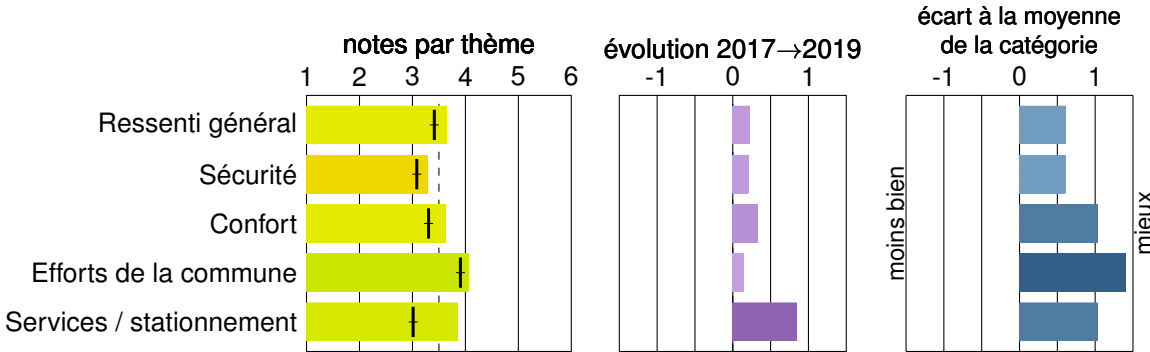 notes par thème
1 2 3 4 5 6
évolution 2017→2019
-1 0 1
écart à la moyenne
de la catégorie
-1 0 1
Ressenti général
Sécurité
Confort
Efforts de la commune
Services / stationnement
moins bien
mieux